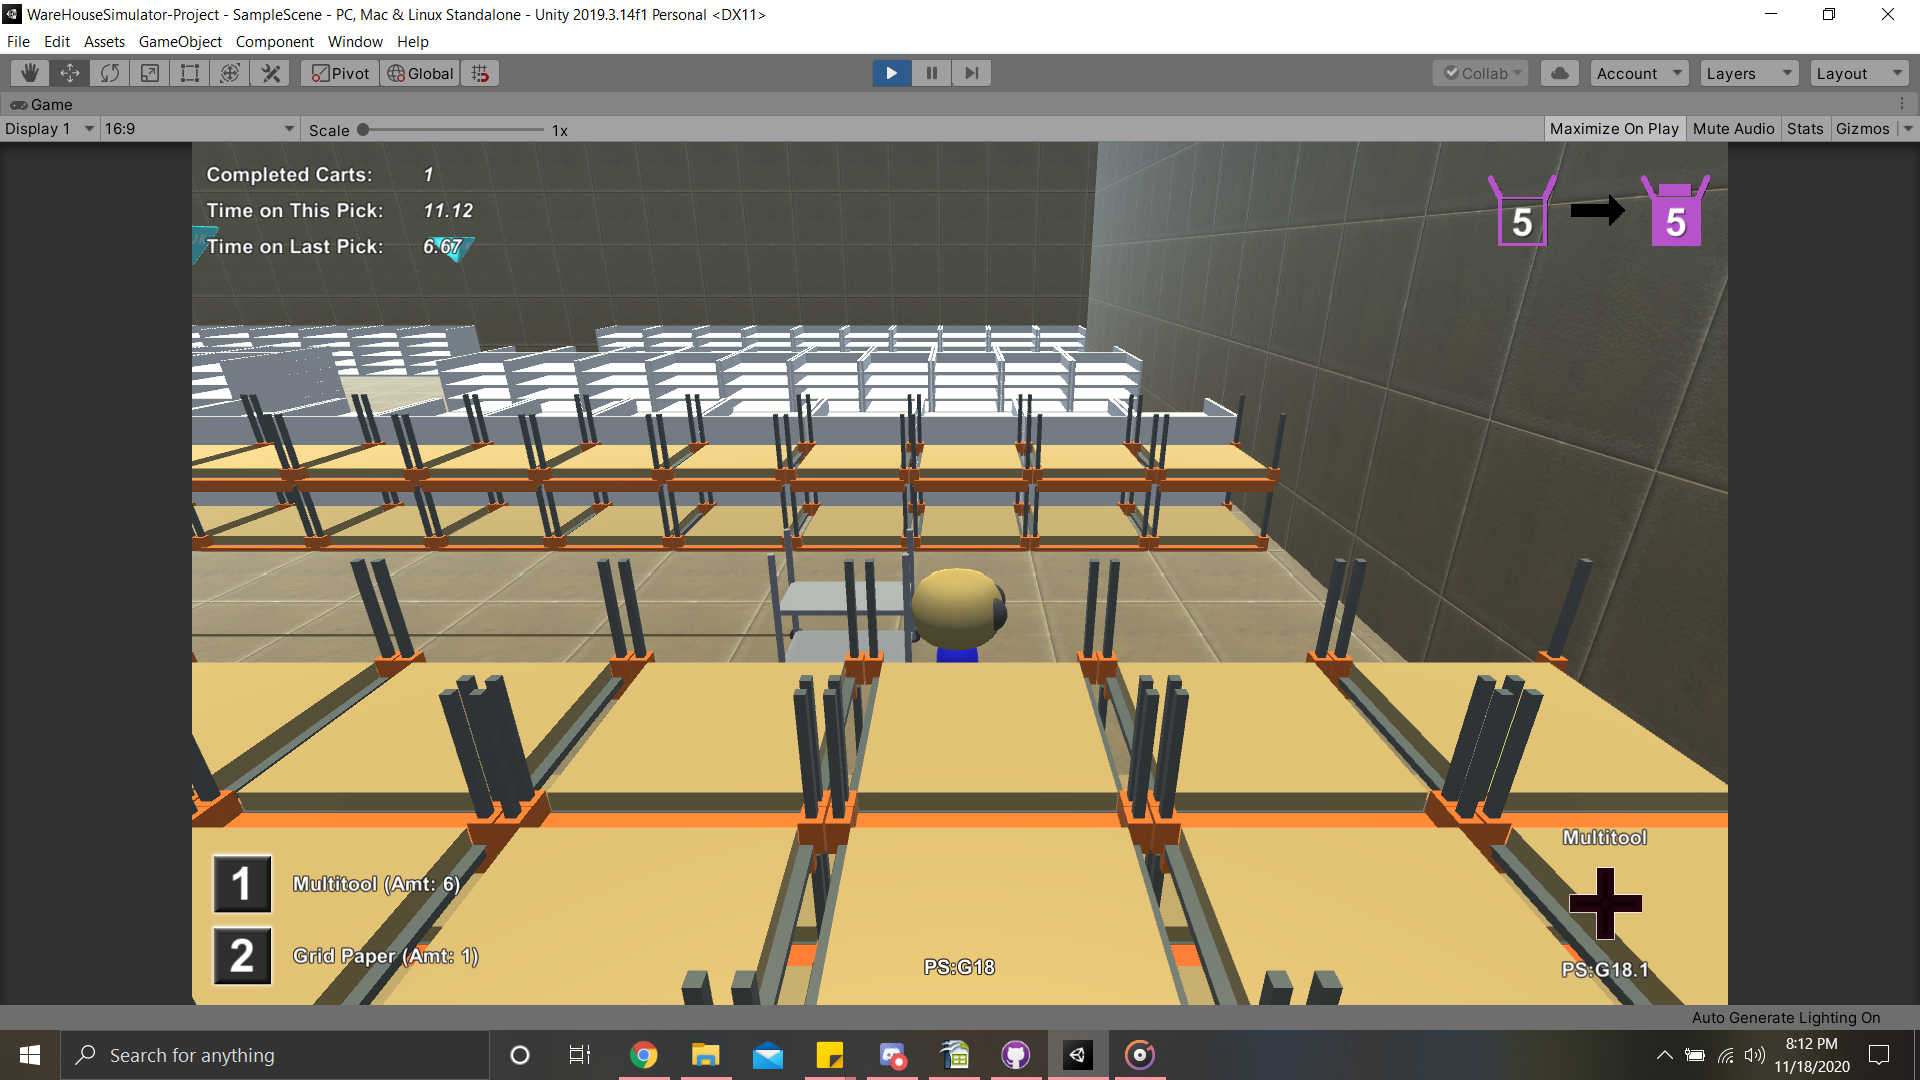 WareHouseSimulator-Project - SampleScene - PC, Mac & Linux Standalone - Unity 2019.3.14f1 Personal <DX11>
File Edit Assets GameObject Component Window Help
Pivot Global Collab Account Layers Layout
Game
Display 1 16:9 Scale 1x Maximize On Play Mute Audio Stats Gizmos
Completed Carts: 1
Time on This Pick: 11.12
Time on Last Pick: 6.67
5 5
Multitool
1 Multitool (Amt: 6)
2 Grid Paper (Amt: 1)
PS:G18
PS:G18.1
Auto Generate Lighting On
Search for anything
8:12 PM
11/18/2020